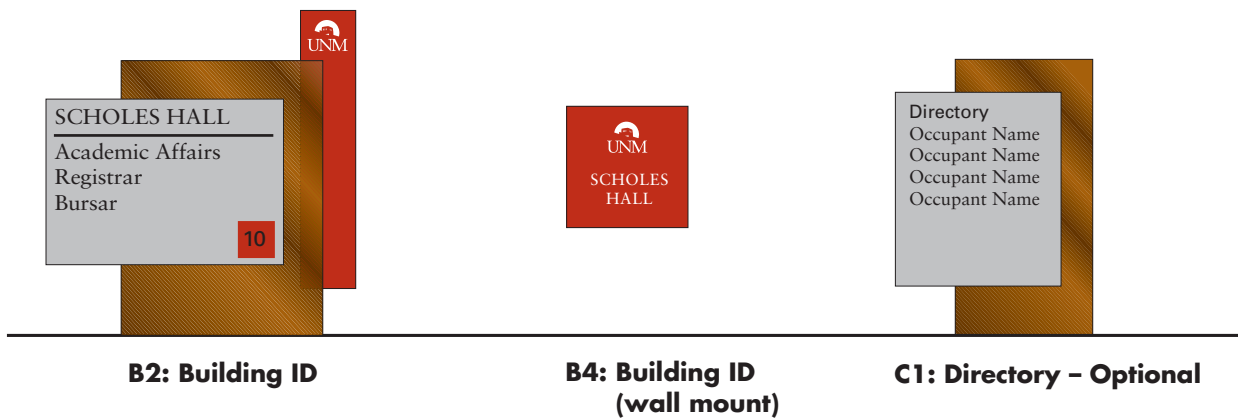 UNM
SCHOLES HALL
Academic Affairs
Registrar
Bursar
10
UNM
SCHOLES
HALL
Directory
Occupant Name
Occupant Name
Occupant Name
Occupant Name
B2: Building ID
B4: Building ID
(wall mount)
C1: Directory – Optional